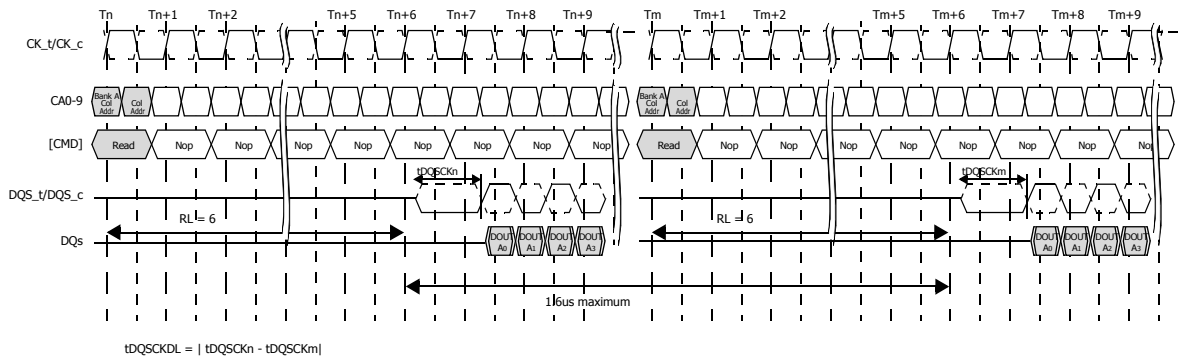 Tn Tn+1 Tn+2 Tn+5 Tn+6 Tn+7 Tn+8 Tn+9 Tm Tm+1 Tm+2 Tm+5 Tm+6 Tm+7 Tm+8 Tm+9
CK_t/CK_c
CA0-9 Bank A Col Addr Col Addr Bank A Col Addr Col Addr
[CMD] Read Nop Nop Nop Nop Nop Nop Nop Read Nop Nop Nop Nop Nop Nop Nop
tDQSCKn tDQSCKm
DQS_t/DQS_c
RL = 6 RL = 6
DQs DOUT A0 DOUT A1 DOUT A2 DOUT A3 DOUT A0 DOUT A1 DOUT A2 DOUT A3
1.6us maximum
tDQSCKDL = | tDQSCKn - tDQSCKm|